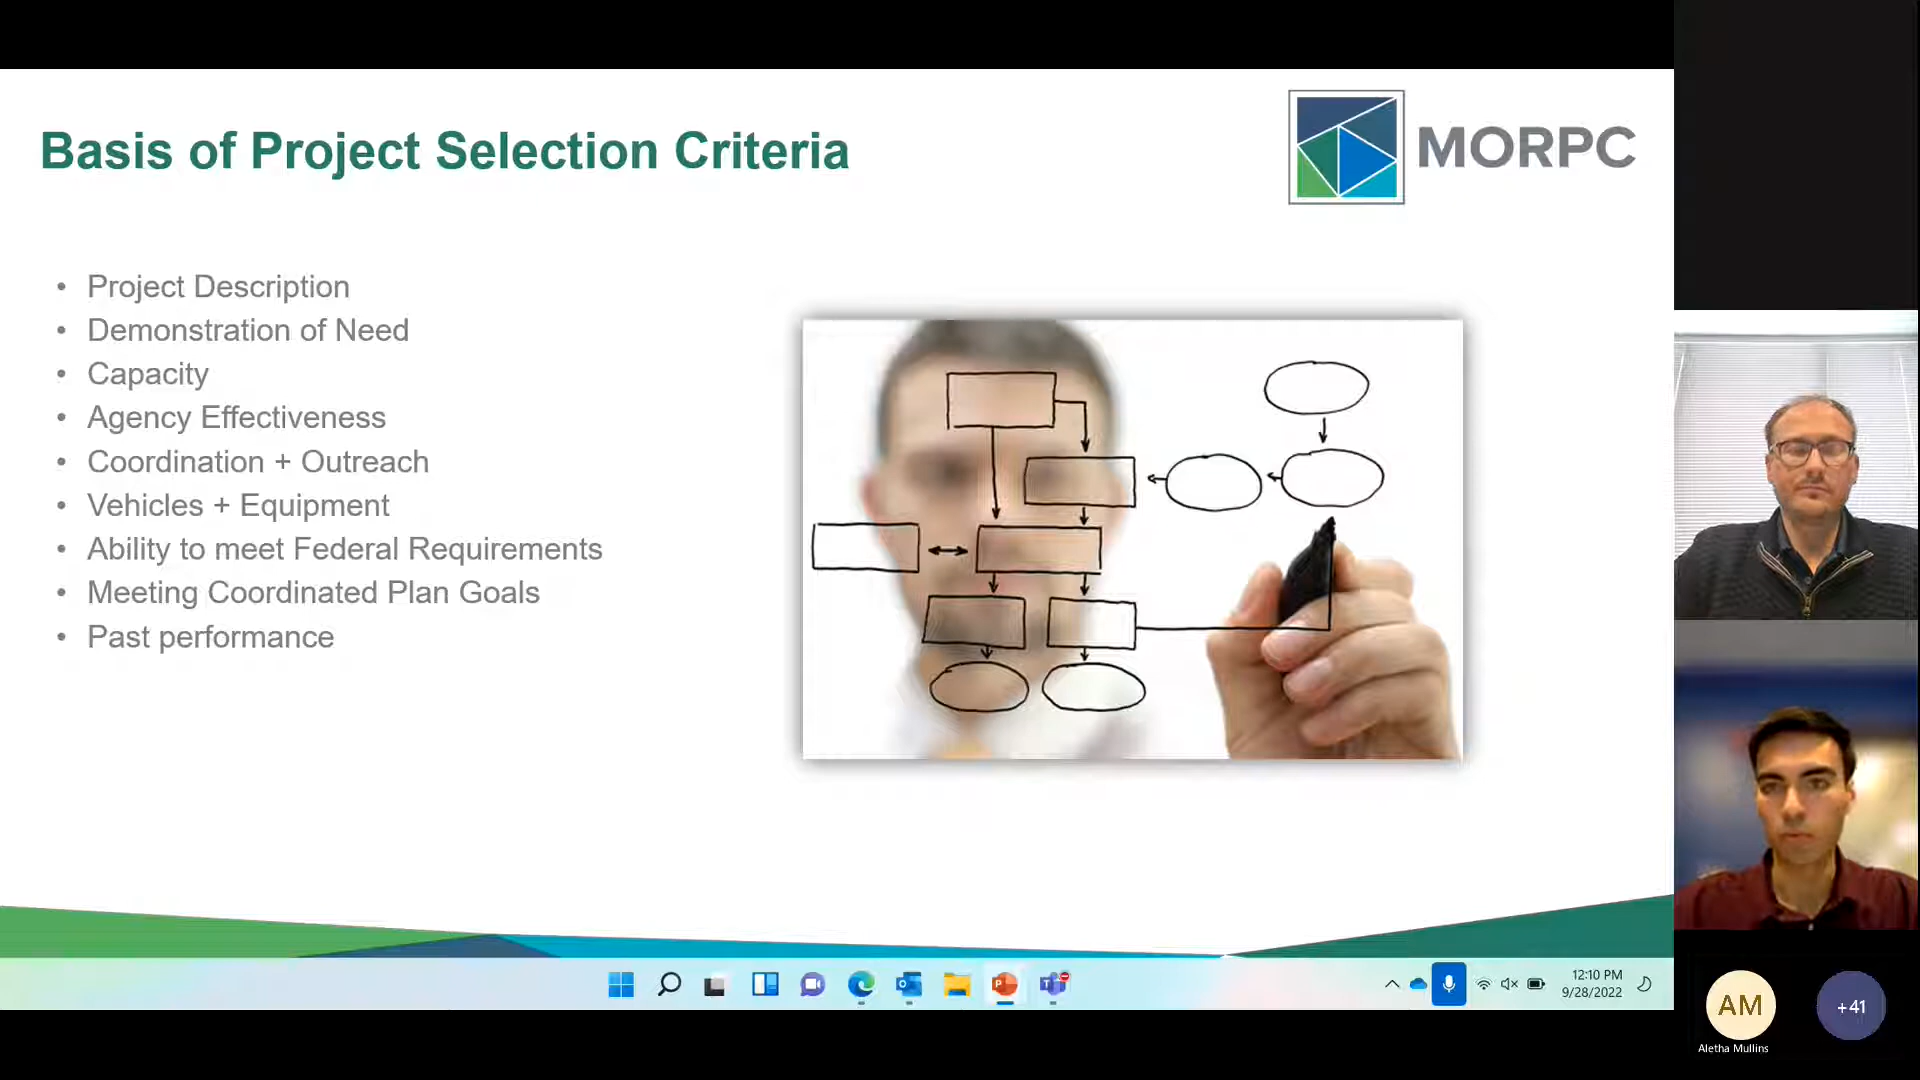 Basis of Project Selection Criteria
MORPC
• Project Description
• Demonstration of Need
• Capacity
• Agency Effectiveness
• Coordination + Outreach
• Vehicles + Equipment
• Ability to meet Federal Requirements
• Meeting Coordinated Plan Goals
• Past performance
12:10 PM
9/28/2022
AM
+41
Aletha Mullins